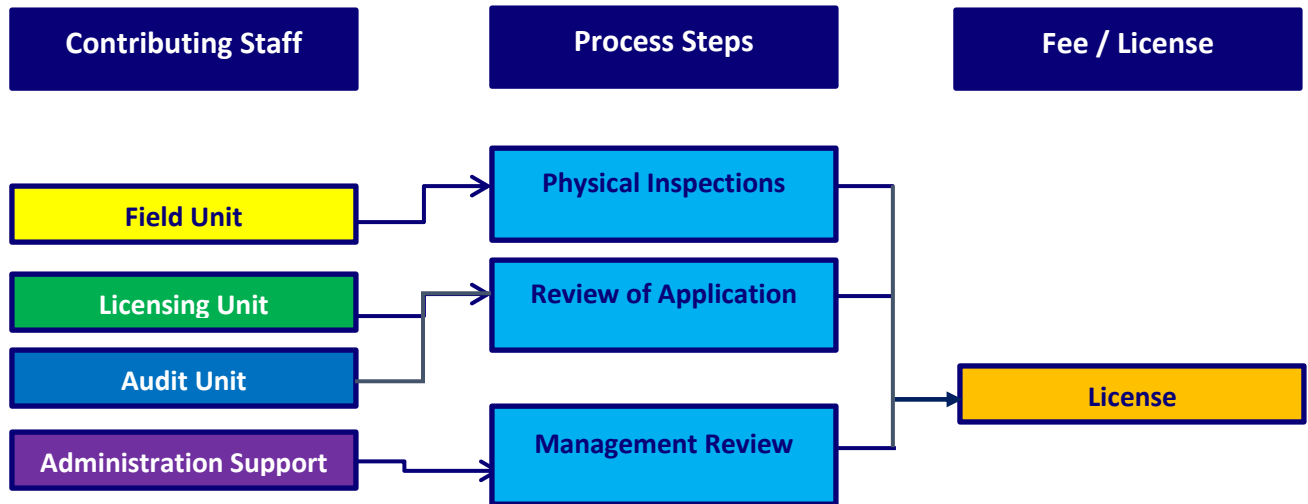 Contributing Staff
Process Steps
Fee / License
Physical Inspections
Field Unit
Review of Application
Licensing Unit
Audit Unit
License
Management Review
Administration Support